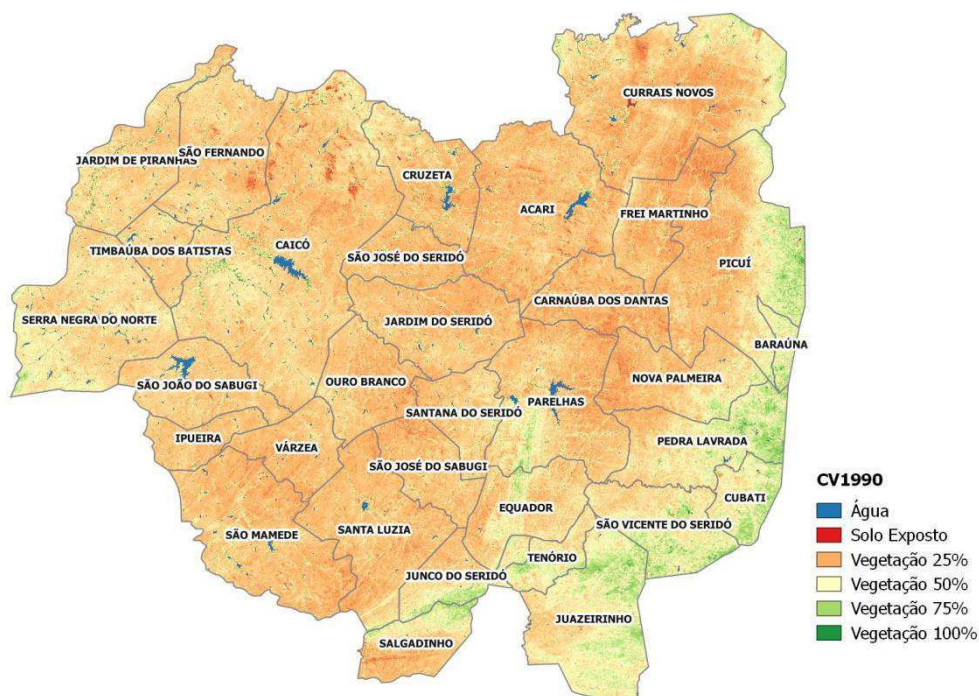 CURRAIS NOVOS
JARDIM DE PIRANHAS
SÃO FERNANDO
CRUZETA
ACARI
FREI MARTINHO
TIMBAÚBA DOS BATISTAS
CAICÓ
SÃO JOSÉ DO SERIDÓ
PICUÍ
CARNAÚBA DOS DANTAS
SERRA NEGRA DO NORTE
JARDIM DO SERIDÓ
BARAÚNA
SÃO JOÃO DO SABUGI
OURO BRANCO
NOVA PALMEIRA
SANTANA DO SERIDÓ
PARELHAS
IPUEIRA
VÁRZEA
PEDRA LAVRADA
SÃO JOSÉ DO SABUGI
CUBATI
EQUADOR
SÃO VICENTE DO SERIDÓ
SÃO MAMEDE
SANTA LUZIA
TENÓRIO
JUNCO DO SERIDÓ
JUAZEIRINHO
SALGADINHO
CV1990
Água
Solo Exposto
Vegetação 25%
Vegetação 50%
Vegetação 75%
Vegetação 100%